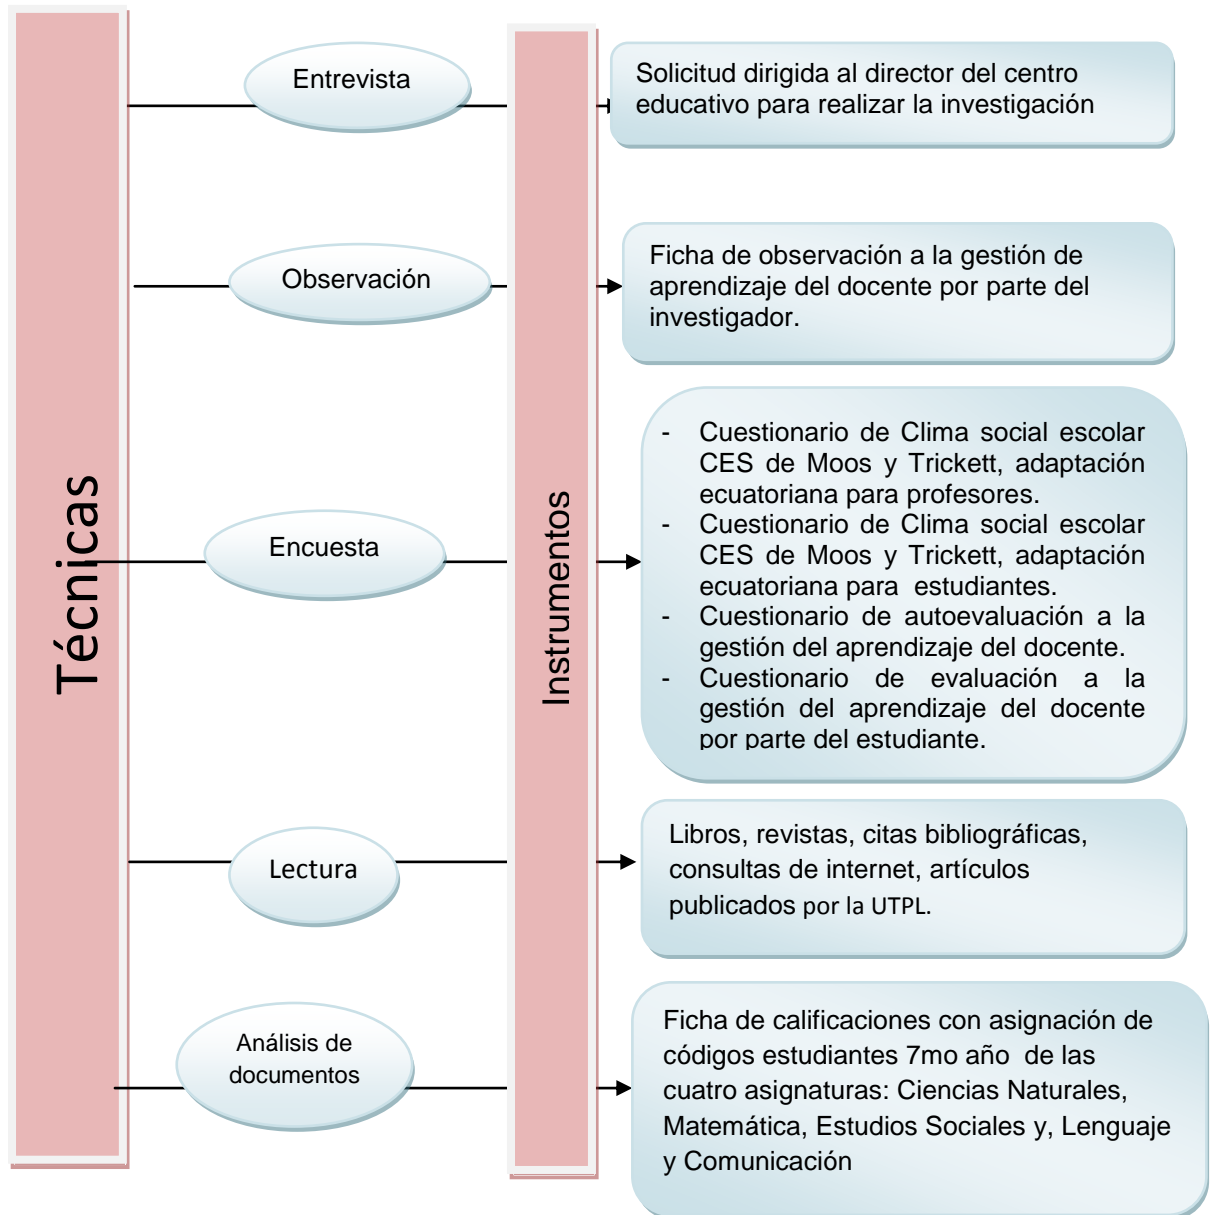 Técnicas
Instrumentos
Entrevista
Solicitud dirigida al director del centro
educativo para realizar la investigación
Observación
Ficha de observación a la gestión de
aprendizaje del docente por parte del
investigador.
Encuesta
- Cuestionario de Clima social escolar
CES de Moos y Trickett, adaptación
ecuatoriana para profesores.
- Cuestionario de Clima social escolar
CES de Moos y Trickett, adaptación
ecuatoriana para estudiantes.
- Cuestionario de autoevaluación a la
gestión del aprendizaje del docente.
- Cuestionario de evaluación a la
gestión del aprendizaje del docente
por parte del estudiante.
Lectura
Libros, revistas, citas bibliográficas,
consultas de internet, artículos
publicados por la UTPL.
Análisis de
documentos
Ficha de calificaciones con asignación de
códigos estudiantes 7mo año de las
cuatro asignaturas: Ciencias Naturales,
Matemática, Estudios Sociales y, Lenguaje
y Comunicación